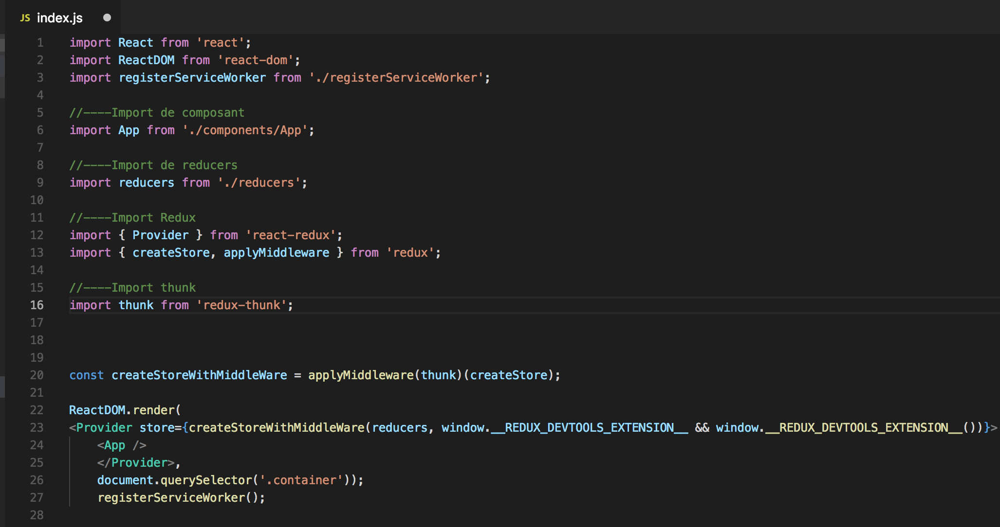 JS index.js
1 import React from 'react';
2 import ReactDOM from 'react-dom';
3 import registerServiceWorker from './registerServiceWorker';
4
5 //----Import de composant
6 import App from './components/App';
7
8 //----Import de reducers
9 import reducers from './reducers';
10
11 //----Import Redux
12 import { Provider } from 'react-redux';
13 import { createStore, applyMiddleware } from 'redux';
14
15 //----Import thunk
16 import thunk from 'redux-thunk';
17
18
19
20 const createStoreWithMiddleWare = applyMiddleware(thunk)(createStore);
21
22 ReactDOM.render(
23 <Provider store={createStoreWithMiddleWare(reducers, window.__REDUX_DEVTOOLS_EXTENSION__ && window.__REDUX_DEVTOOLS_EXTENSION__())}>
24     <App />
25     </Provider>,
26     document.querySelector('.container'));
27     registerServiceWorker();
28